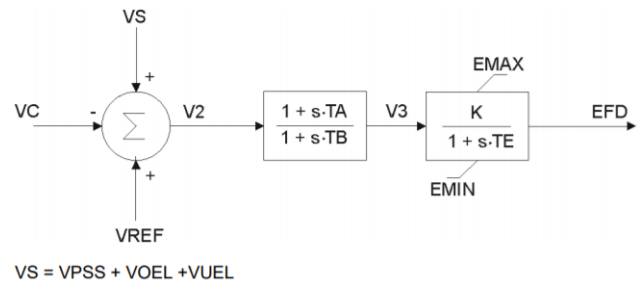 VS
+
EMAX
VC
-
Σ
V2
1 + s·TA
1 + s·TB
V3
K
1 + s·TE
EFD
+
EMIN
VREF
VS = VPSS + VOEL +VUEL